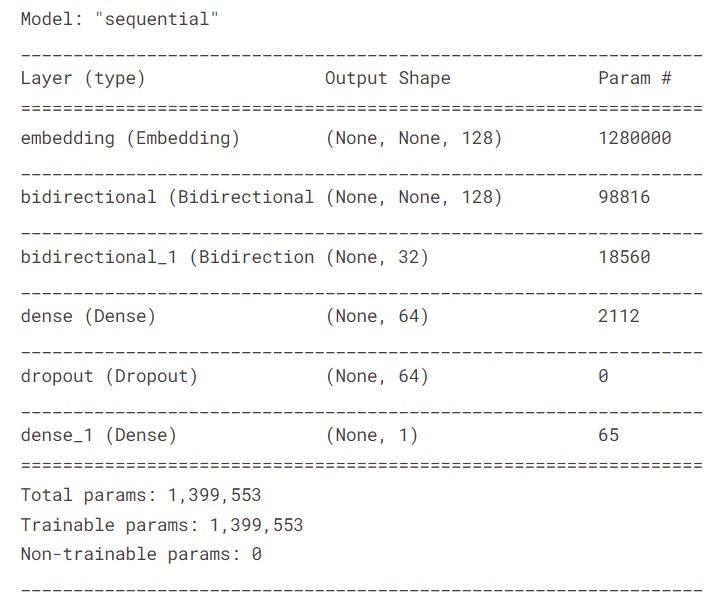 Model: "sequential"
_________________________________________________________________
Layer (type)                 Output Shape              Param #
=================================================================
embedding (Embedding)        (None, None, 128)         1280000
_________________________________________________________________
bidirectional (Bidirectional (None, None, 128)         98816
_________________________________________________________________
bidirectional_1 (Bidirection (None, 32)                18560
_________________________________________________________________
dense (Dense)                (None, 64)                2112
_________________________________________________________________
dropout (Dropout)            (None, 64)                0
_________________________________________________________________
dense_1 (Dense)              (None, 1)                 65
=================================================================
Total params: 1,399,553
Trainable params: 1,399,553
Non-trainable params: 0
_________________________________________________________________